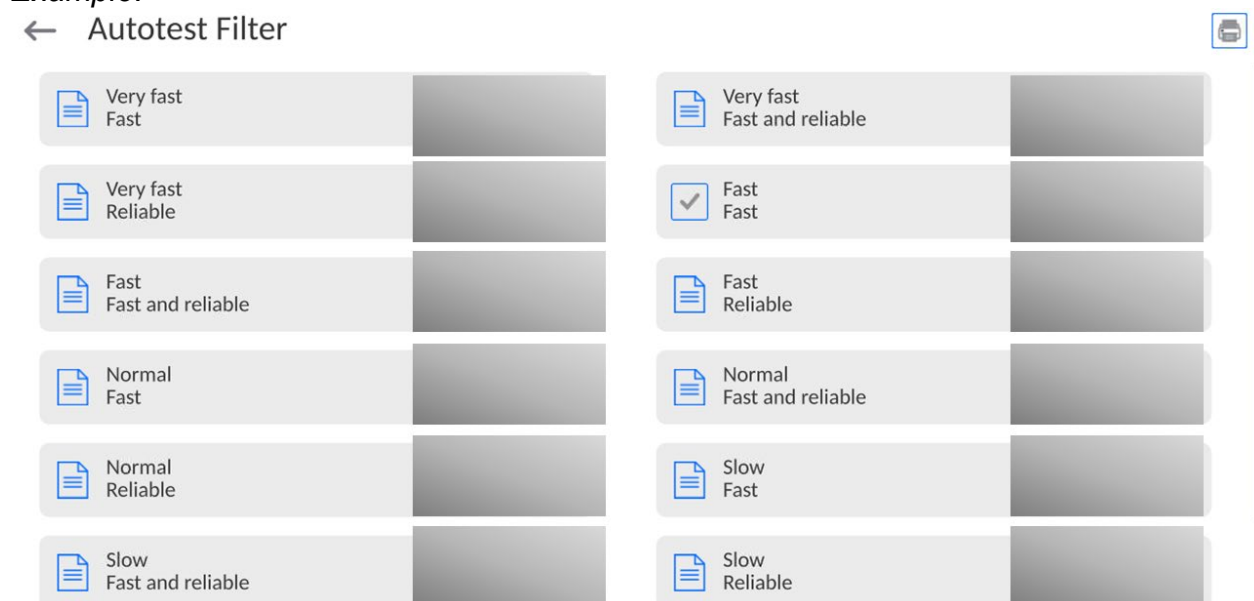 Example:
Autotest Filter
Very fast
Fast
Very fast
Fast and reliable
Very fast
Reliable
Fast
Fast
Fast
Fast and reliable
Fast
Reliable
Normal
Fast
Normal
Fast and reliable
Normal
Reliable
Slow
Fast
Slow
Fast and reliable
Slow
Reliable